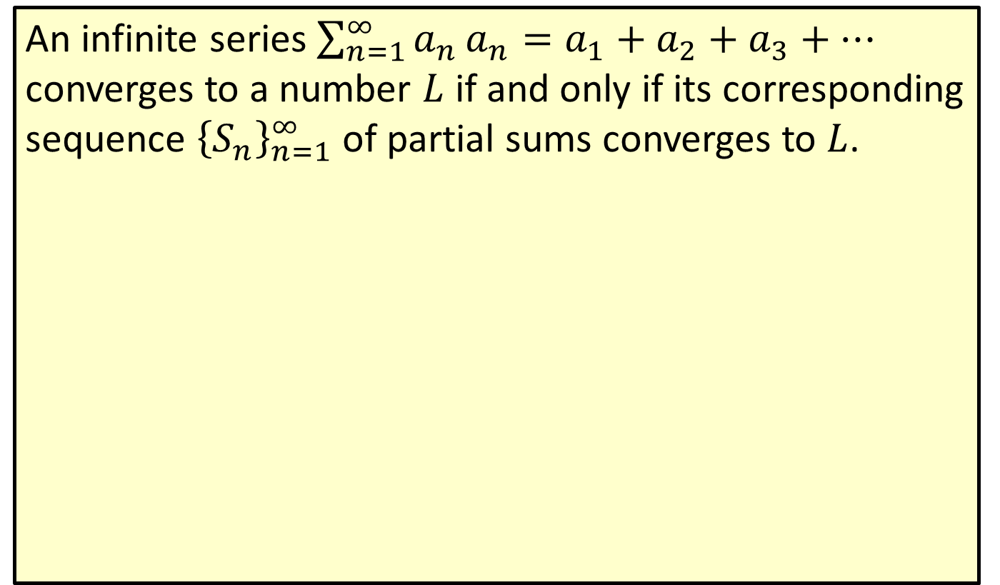 An infinite series $\sum_{n=1}^{\infty} a_n \, a_n = a_1 + a_2 + a_3 + \cdots$
converges to a number $L$ if and only if its corresponding
sequence $\{S_n\}_{n=1}^{\infty}$ of partial sums converges to $L$.